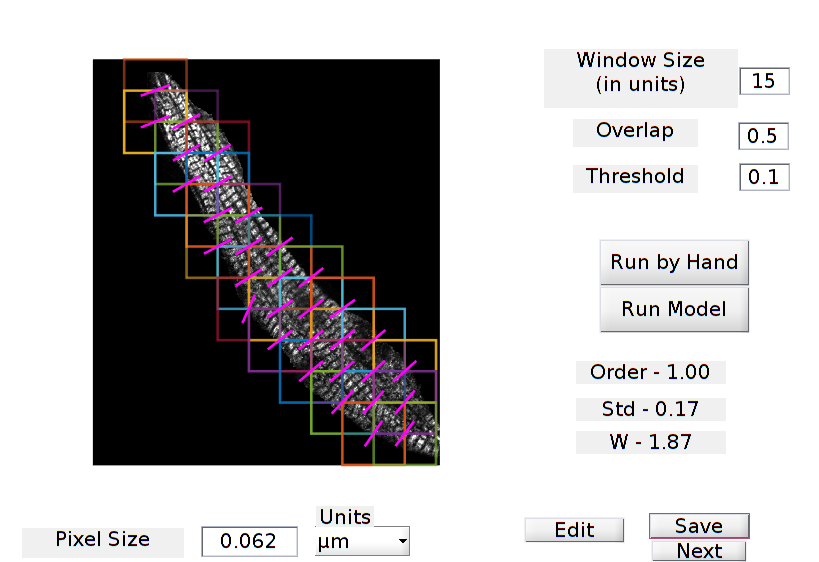 Window Size
(in units)
15
Overlap
0.5
Threshold
0.1
Run by Hand
Run Model
Order - 1.00
Std - 0.17
W - 1.87
Pixel Size
0.062
Units
µm
Edit
Save
Next